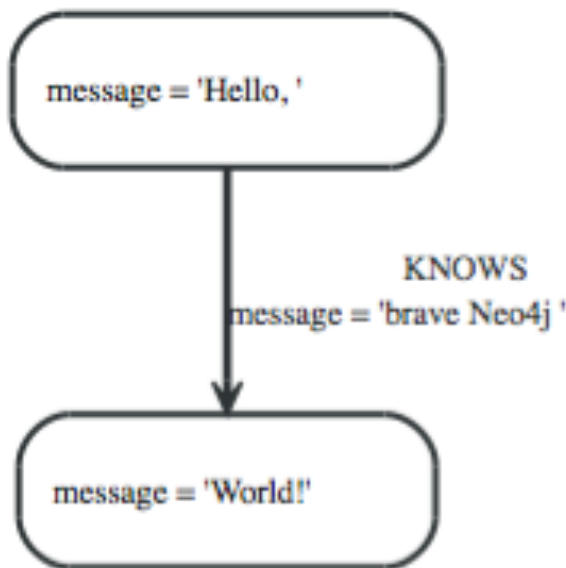 message = 'Hello, '
KNOWS
message = 'brave Neo4j '
message = 'World!'